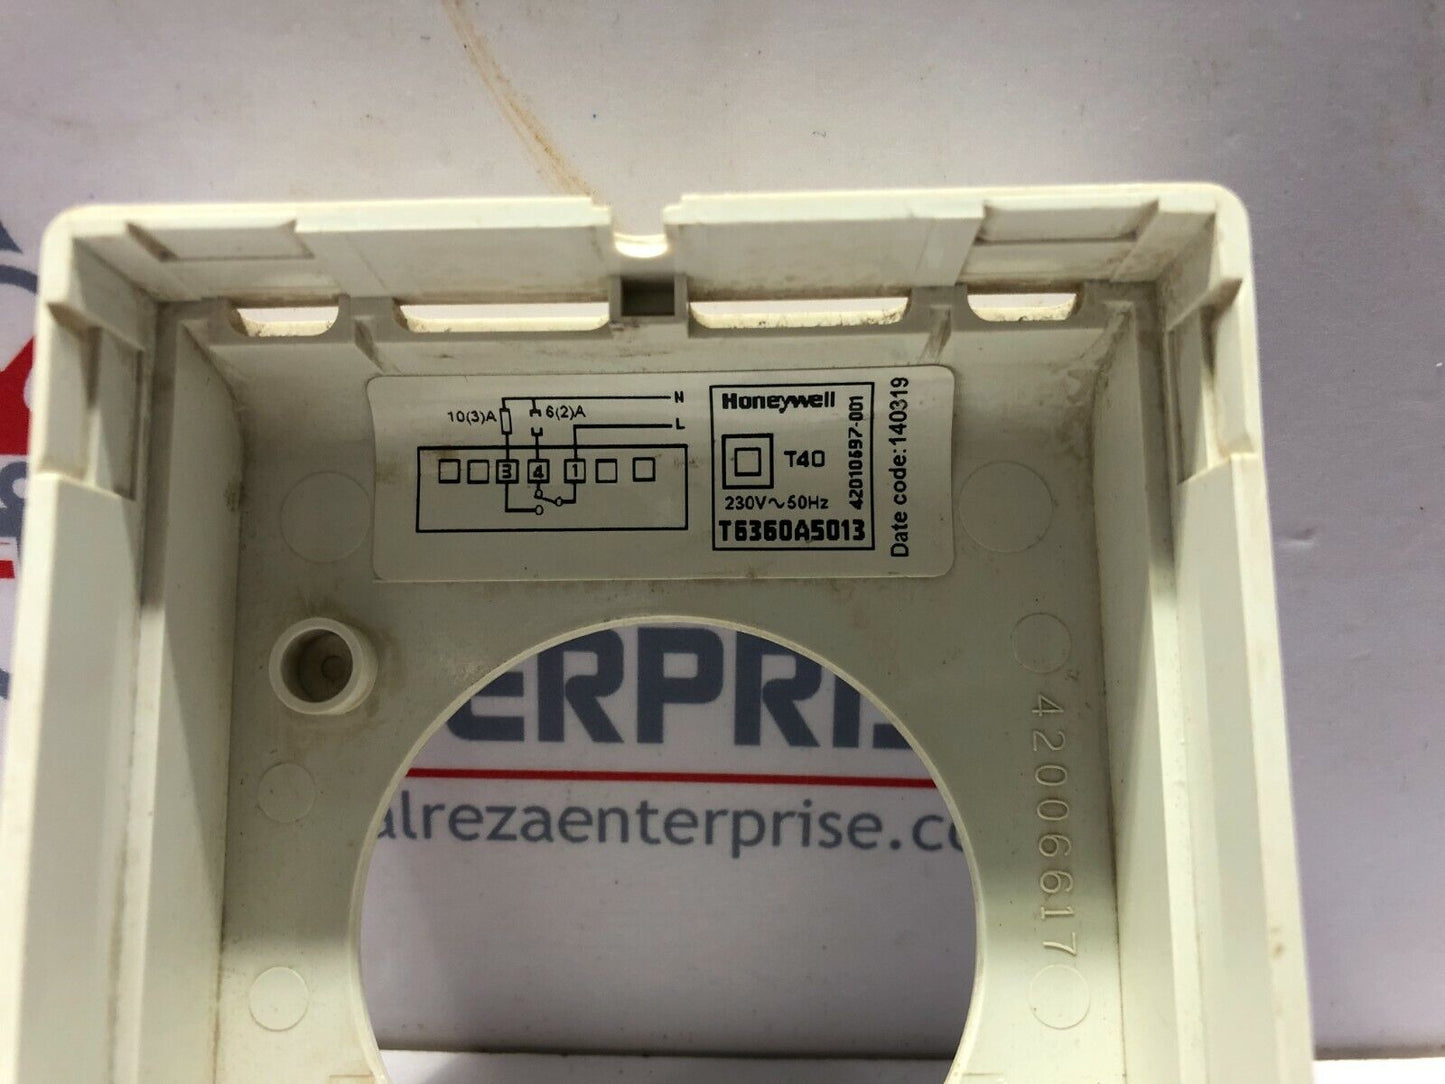 N
10(3)A 6(2)A
L
3 4 1
Honeywell
T40
230V~50Hz
T6360A5013
42010697-001
Date code:140319
ERPRIS
alrezaenterprise.co
42006617